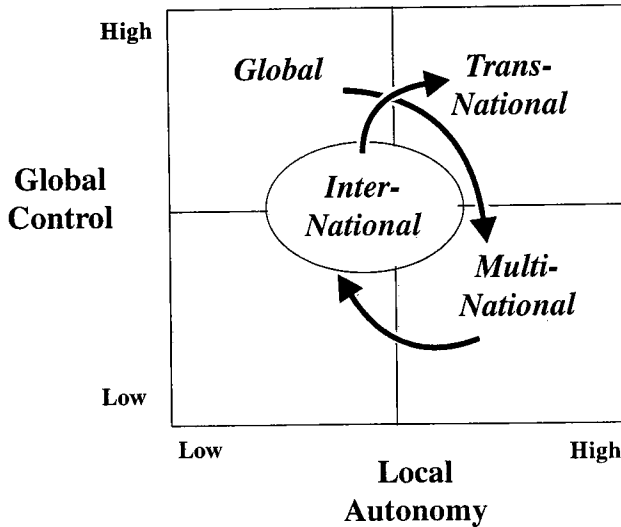 High
Global
Trans-
National
Global
Control
Inter-
National
Multi-
National
Low
Low
High
Local
Autonomy